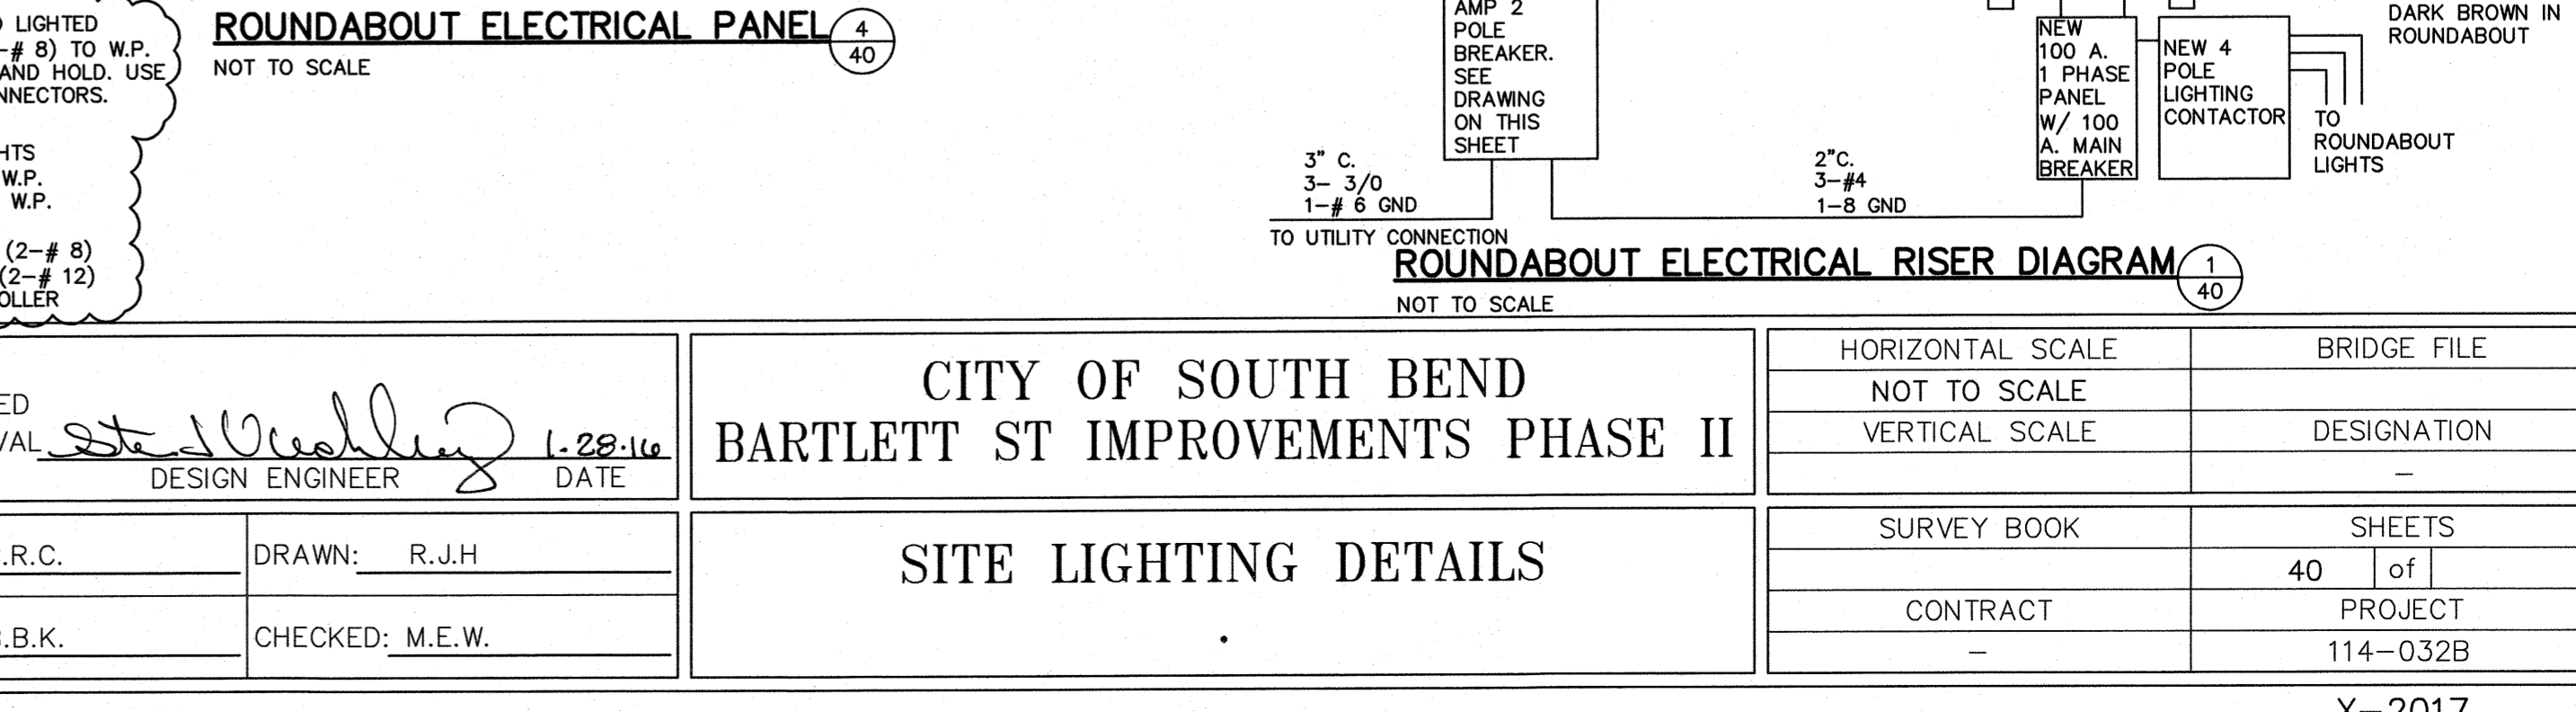 LIGHTED
-# 8) TO W.P.
AND HOLD. USE
NNECTORS.
HTS
W.P.
W.P.
(2-# 8)
(2-# 12)
OLLER
ROUNDABOUT ELECTRICAL PANEL
4
40
NOT TO SCALE
AMP 2
POLE
BREAKER.
SEE
DRAWING
ON THIS
SHEET
3" C.
3- 3/0
1-# 6 GND
TO UTILITY CONNECTION
2"C.
3-#4
1-8 GND
NEW
100 A.
1 PHASE
PANEL
W/ 100
A. MAIN
BREAKER
NEW 4
POLE
LIGHTING
CONTACTOR
TO
ROUNDABOUT
LIGHTS
DARK BROWN IN
ROUNDABOUT
ROUNDABOUT ELECTRICAL RISER DIAGRAM
1
40
NOT TO SCALE
ED
VAL
1-28-16
DESIGN ENGINEER
DATE
CITY OF SOUTH BEND
BARTLETT ST IMPROVEMENTS PHASE II
HORIZONTAL SCALE
BRIDGE FILE
NOT TO SCALE
VERTICAL SCALE
DESIGNATION
-
.R.C.
DRAWN: R.J.H
.B.K.
CHECKED: M.E.W.
SITE LIGHTING DETAILS
SURVEY BOOK
SHEETS
40 of
CONTRACT
PROJECT
-
114-032B
X-2017